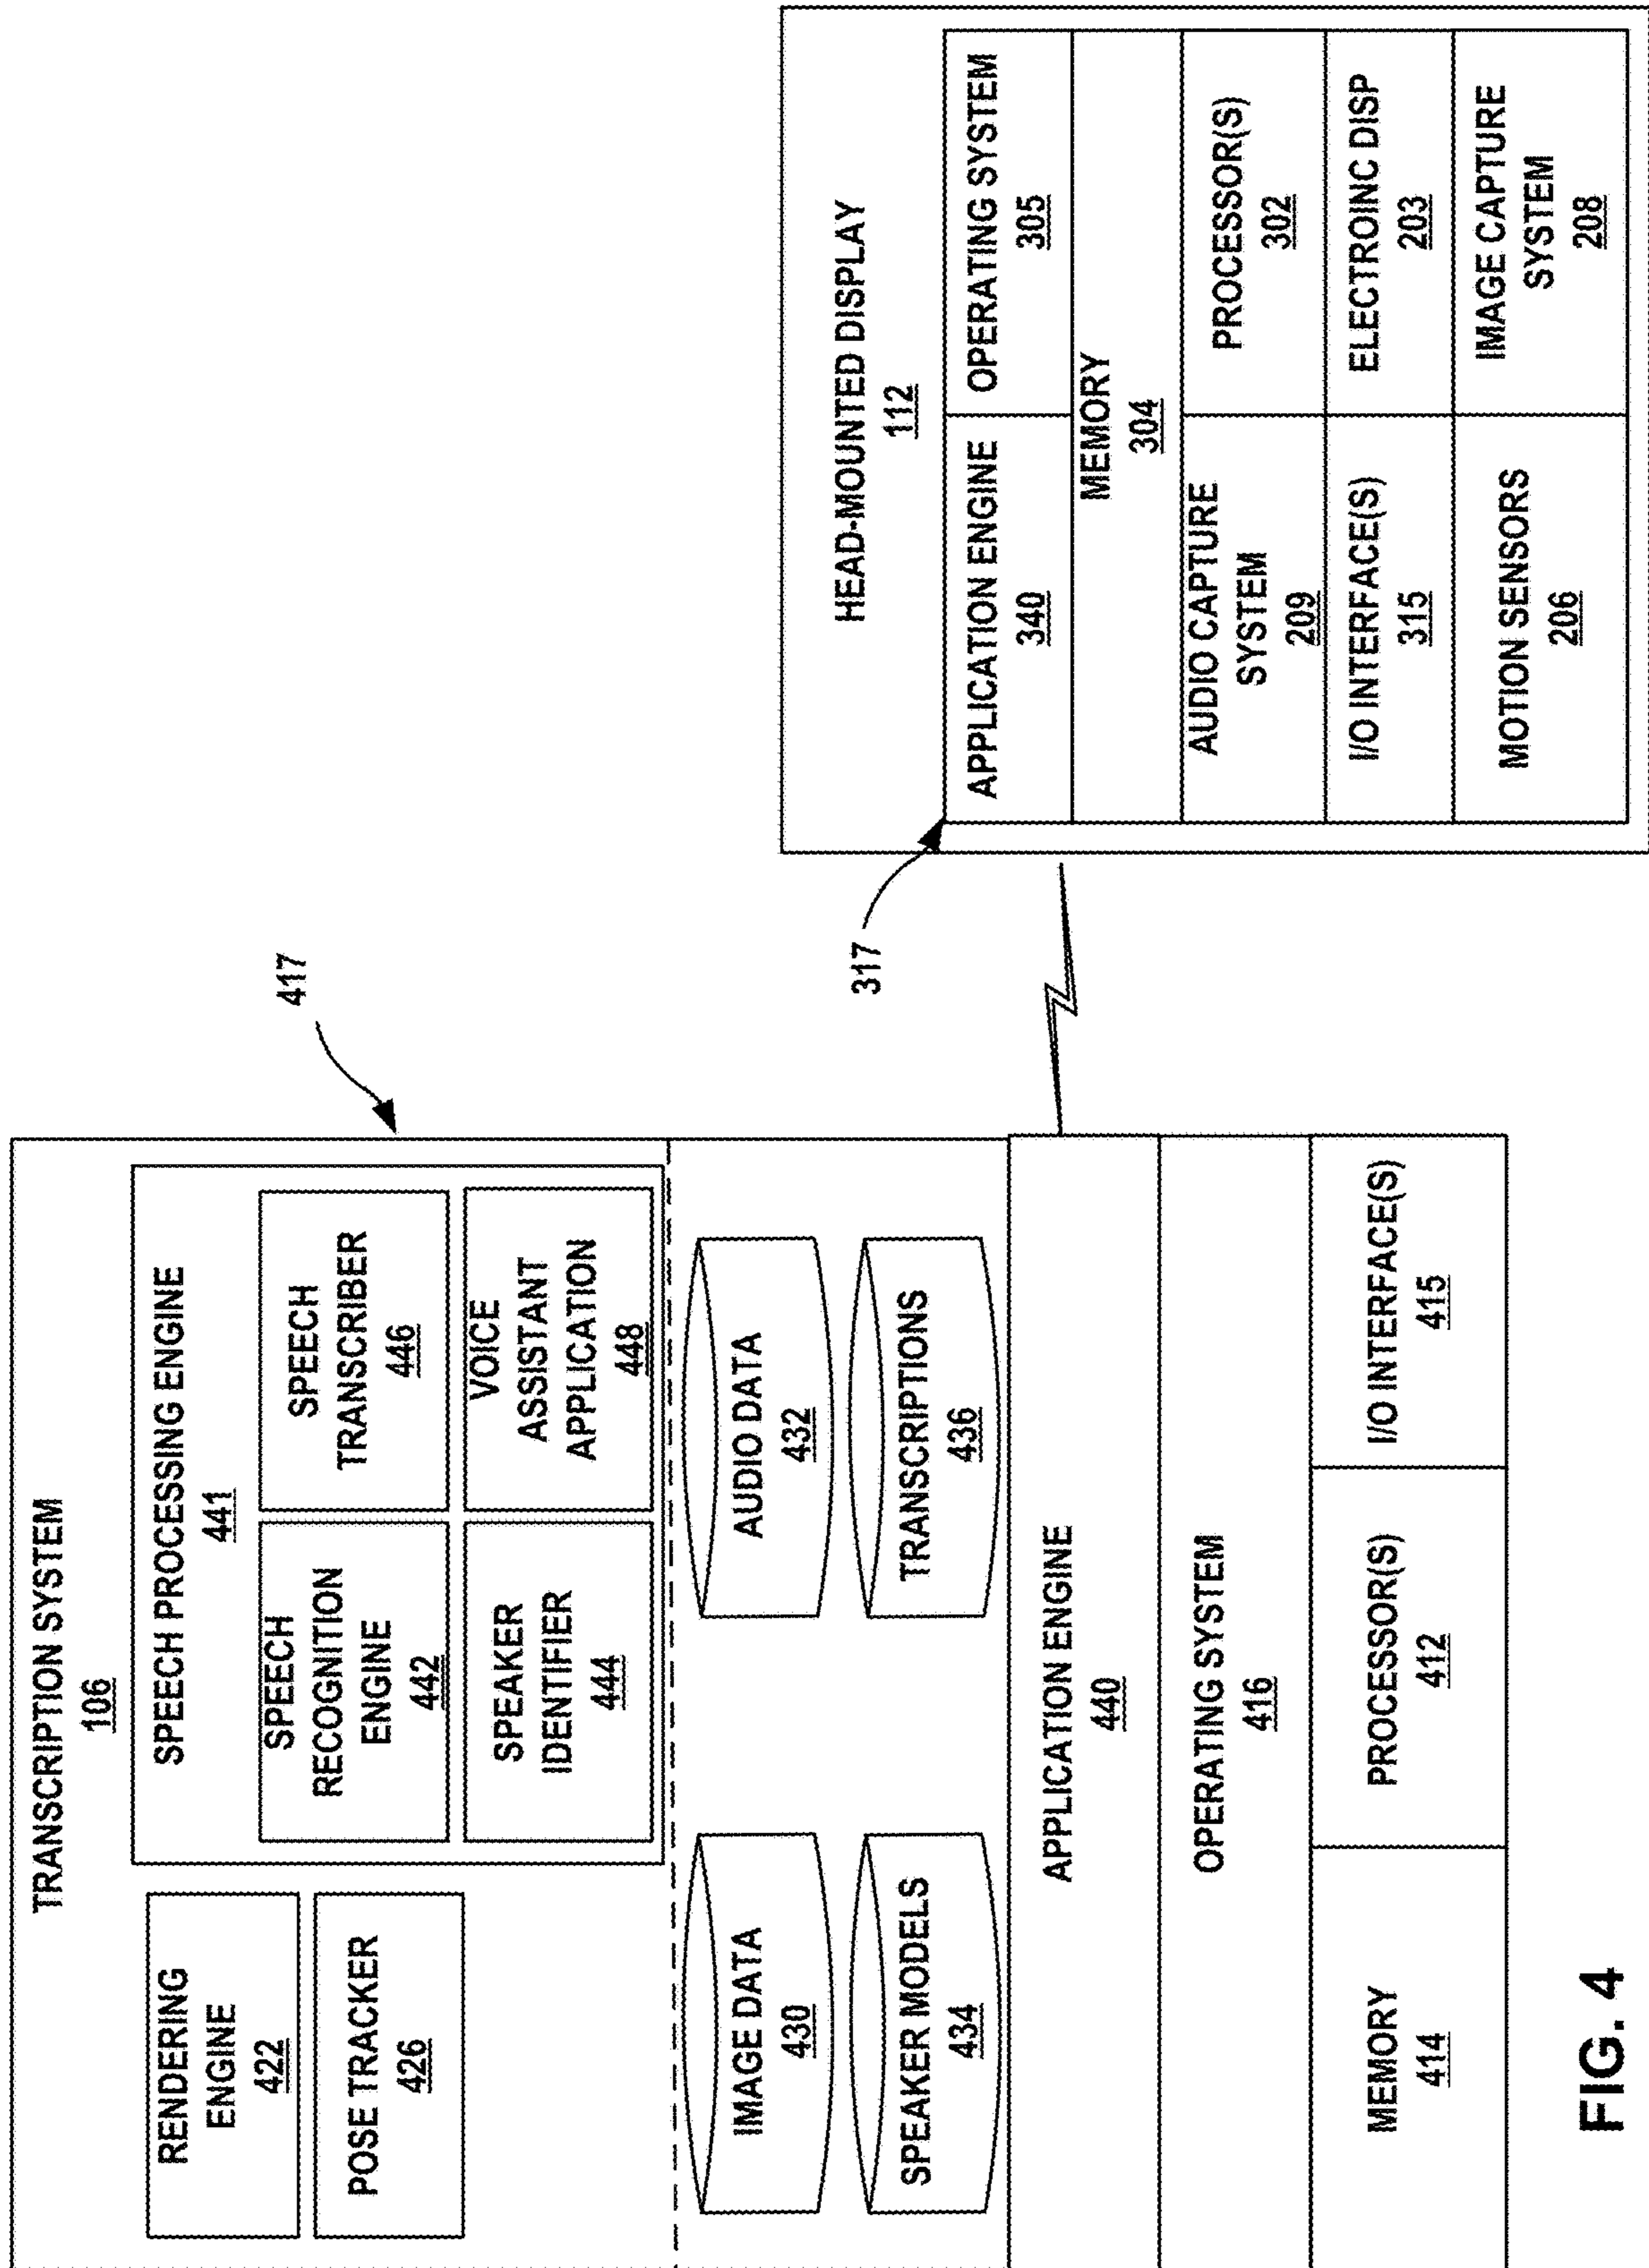 TRANSCRIPTION SYSTEM
106
RENDERING
ENGINE
422
POSE TRACKER
426
SPEECH PROCESSING ENGINE
441
SPEECH
RECOGNITION
ENGINE
442
SPEECH
TRANSCRIBER
446
SPEAKER
IDENTIFIER
444
VOICE
ASSISTANT
APPLICATION
448
417
IMAGE DATA
430
AUDIO DATA
432
SPEAKER MODELS
434
TRANSCRIPTIONS
436
APPLICATION ENGINE
440
OPERATING SYSTEM
416
MEMORY
414
PROCESSOR(S)
412
I/O INTERFACE(S)
415
317
HEAD-MOUNTED DISPLAY
112
APPLICATION ENGINE
340
OPERATING SYSTEM
305
MEMORY
304
AUDIO CAPTURE
SYSTEM
209
PROCESSOR(S)
302
I/O INTERFACE(S)
315
ELECTROINC DISP
203
MOTION SENSORS
206
IMAGE CAPTURE
SYSTEM
208
FIG. 4